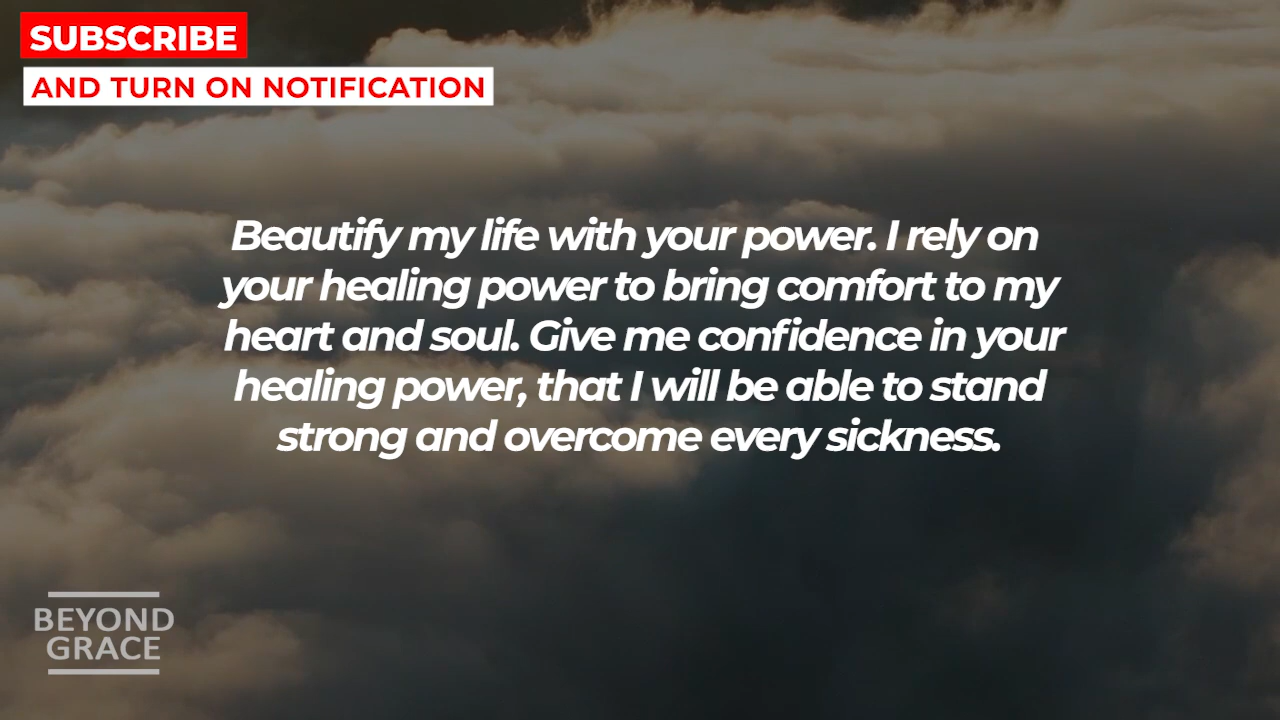 SUBSCRIBE
AND TURN ON NOTIFICATION
Beautify my life with your power. I rely on
your healing power to bring comfort to my
heart and soul. Give me confidence in your
healing power, that I will be able to stand
strong and overcome every sickness.
BEYOND
GRACE